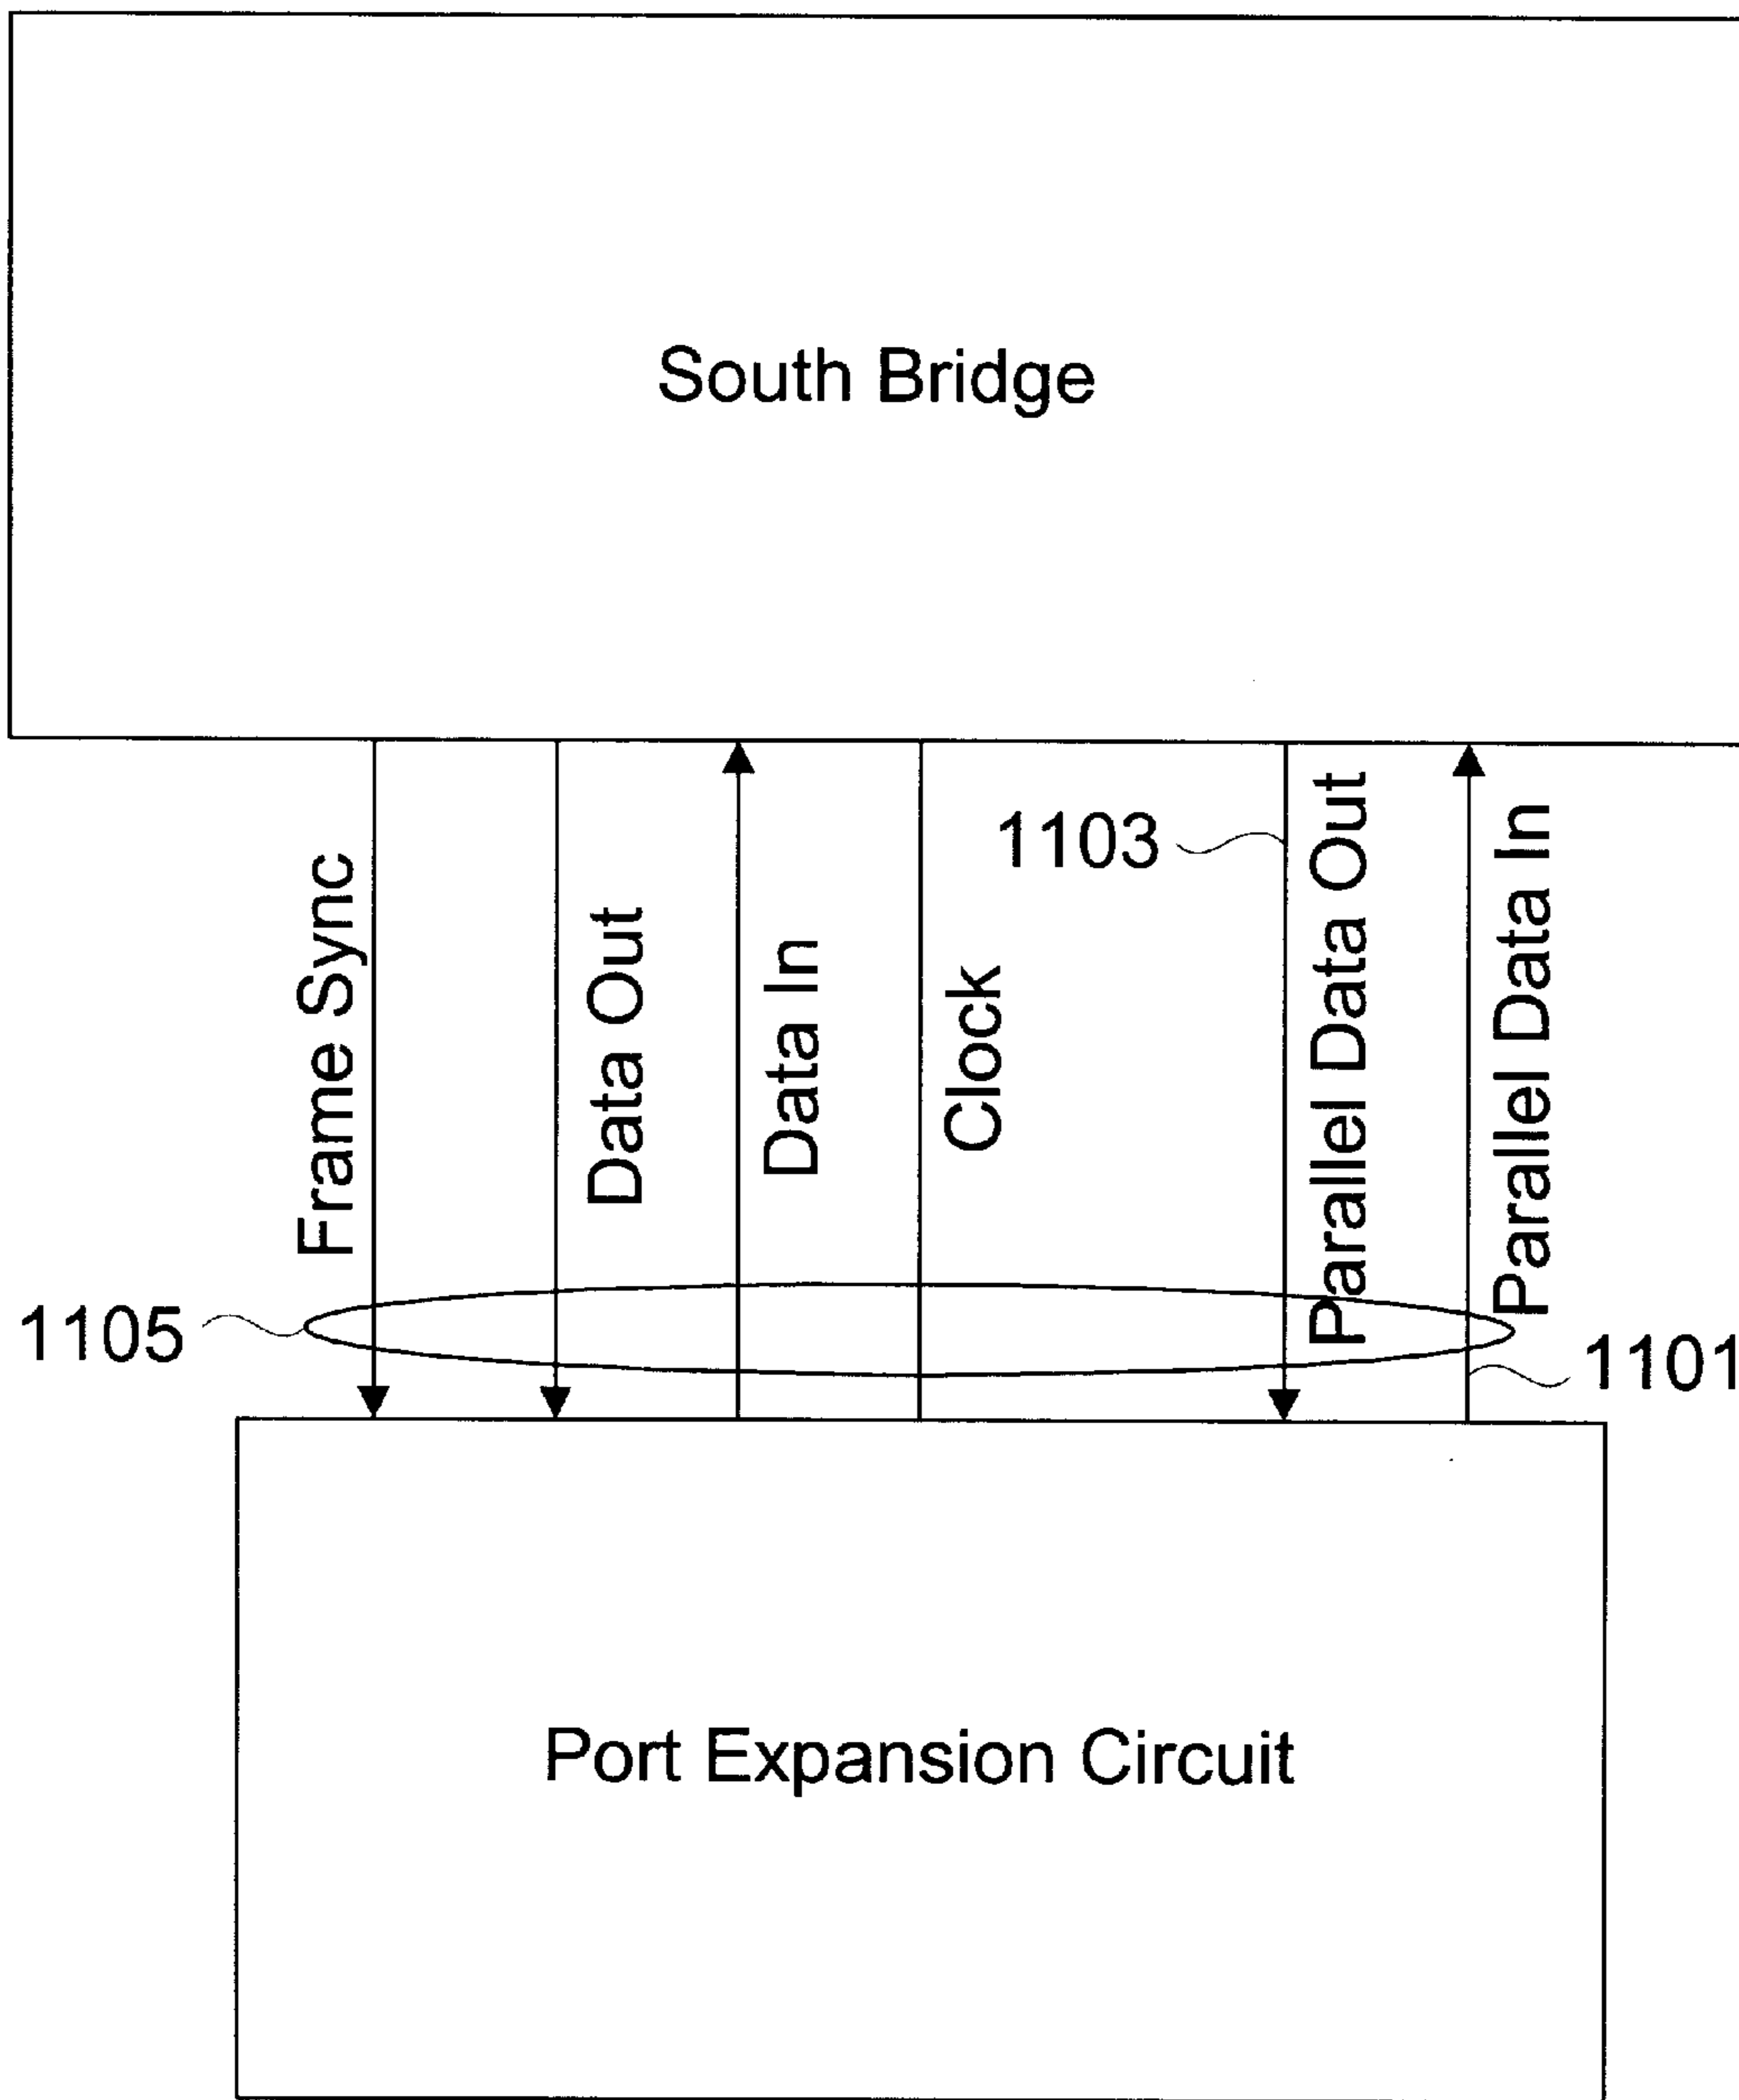 South Bridge
Frame Sync
Data Out
Data In
Clock
1103
Parallel Data Out
Parallel Data In
1105
1101
Port Expansion Circuit